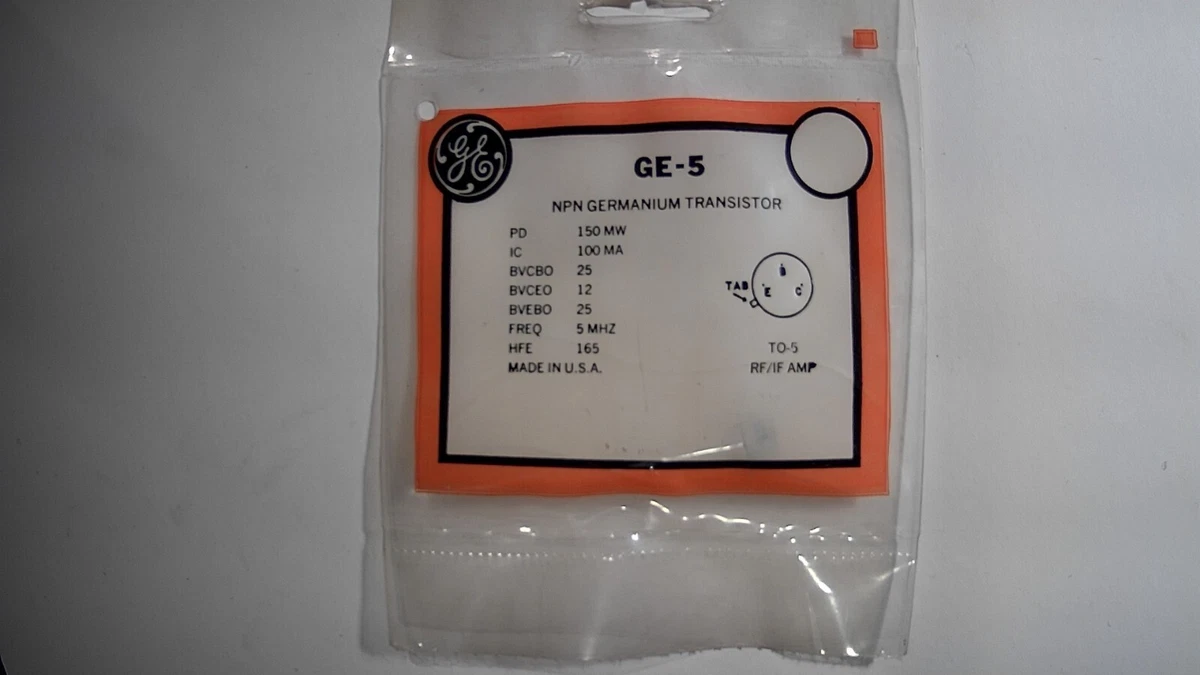 GE
GE-5
NPN GERMANIUM TRANSISTOR
PD 150 MW
IC 100 MA
BVCBO 25
BVCEO 12
BVEBO 25
FREQ 5 MHZ
HFE 165
MADE IN U.S.A.
B
TAB E C
TO-5
RF/IF AMP